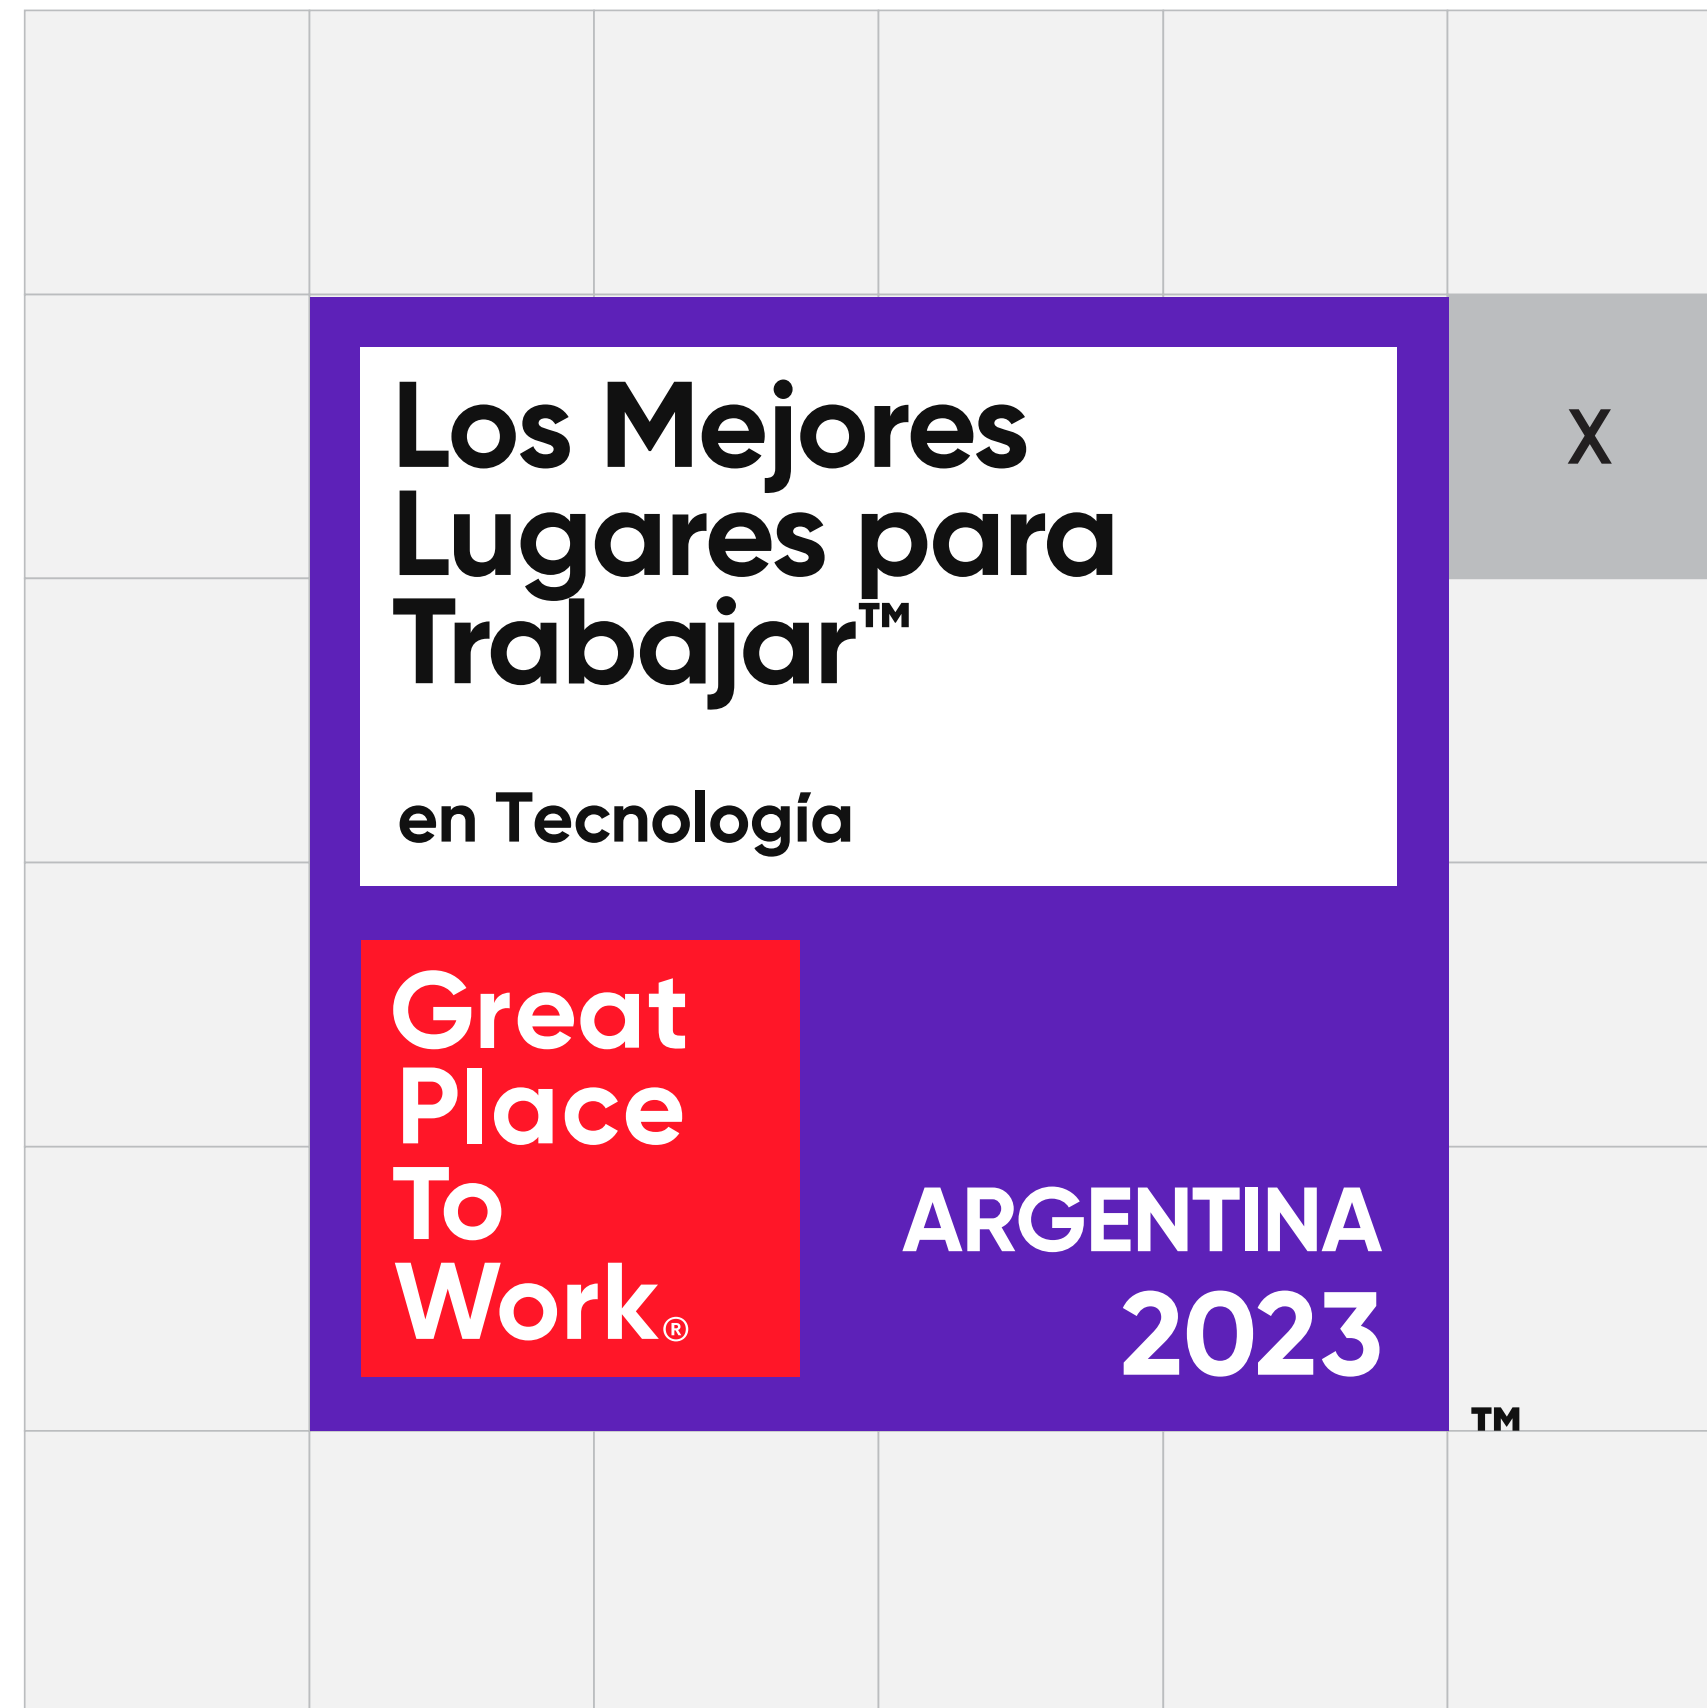 Los Mejores
Lugares para
Trabajar™
en Tecnología
X
Great
Place
To
Work®
ARGENTINA
2023
™